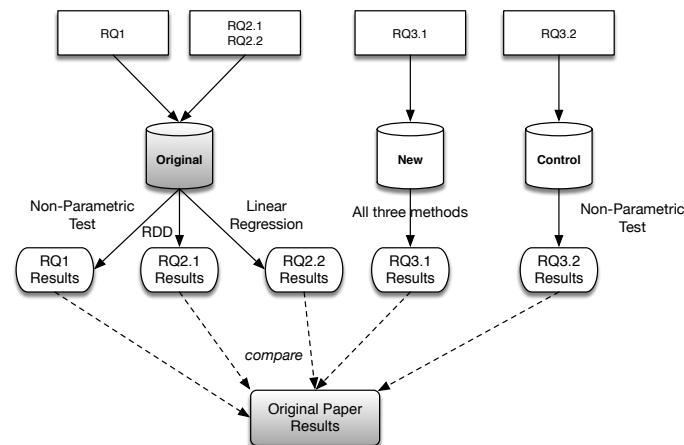 RQ1
RQ2.1
RQ2.2
RQ3.1
RQ3.2
Original
New
Control
Non-Parametric
Test
RDD
Linear
Regression
All three methods
Non-Parametric
Test
RQ1
Results
RQ2.1
Results
RQ2.2
Results
RQ3.1
Results
RQ3.2
Results
compare
Original Paper
Results